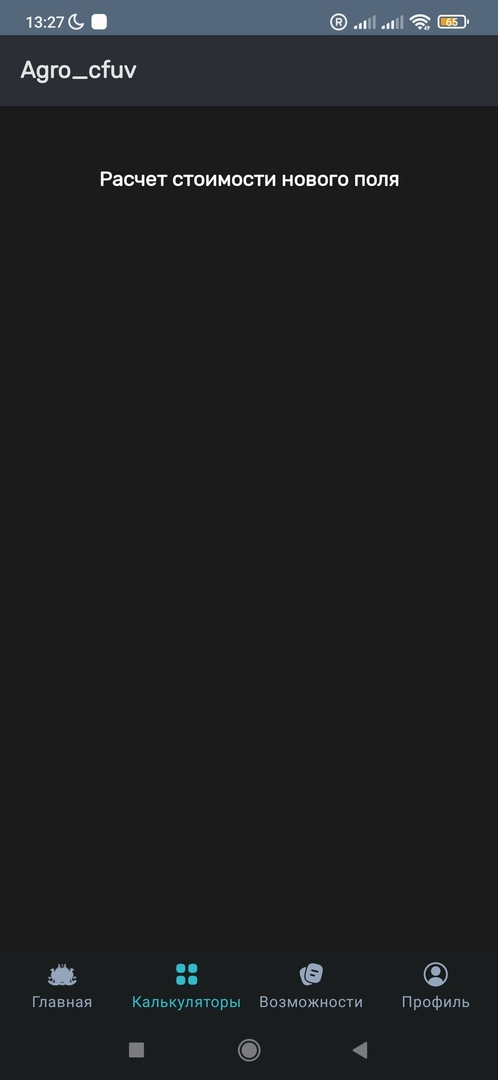 13:27 R 65
Agro_cfuv
Расчет стоимости нового поля
Главная Калькуляторы Возможности Профиль